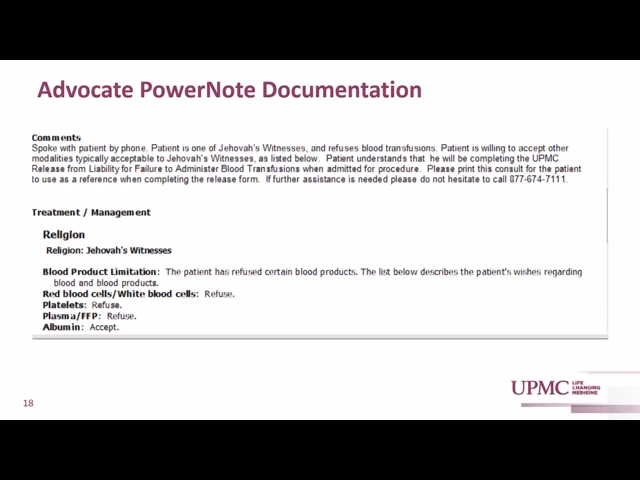 Advocate PowerNote Documentation
Comments
Spoke with patient by phone. Patient is one of Jehovah's Witnesses, and refuses blood transfusions. Patient is willing to accept other
modalities typically acceptable to Jehovah's Witnesses, as listed below. Patient understands that he will be completing the UPMC
Release from Liability for Failure to Administer Blood Transfusions when admitted for procedure. Please print this consult for the patient
to use as a reference when completing the release form. If further assistance is needed please do not hesitate to call 877-674-7111.
Treatment / Management
Religion
Religion: Jehovah's Witnesses
Blood Product Limitation: The patient has refused certain blood products. The list below describes the patient's wishes regarding
blood and blood products.
Red blood cells/White blood cells: Refuse.
Platelets: Refuse.
Plasma/FFP: Refuse.
Albumin: Accept.
UPMC LIFE
CHANGING
MEDICINE
18